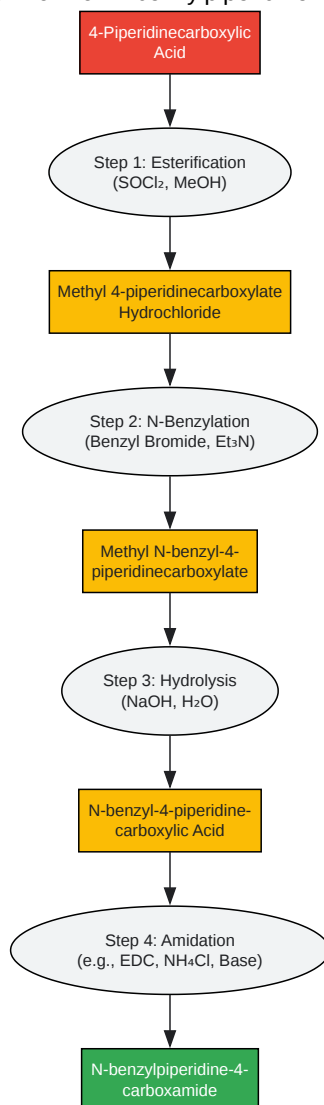 4-Piperidinecarboxylic
Acid
Step 1: Esterification
(SOCl₂, MeOH)
Methyl 4-piperidinecarboxylate
Hydrochloride
Step 2: N-Benzylation
(Benzyl Bromide, Et₃N)
Methyl N-benzyl-4-
piperidinecarboxylate
Step 3: Hydrolysis
(NaOH, H₂O)
N-benzyl-4-piperidine-
carboxylic Acid
Step 4: Amidation
(e.g., EDC, NH₄Cl, Base)
N-benzylpiperidine-4-
carboxamide